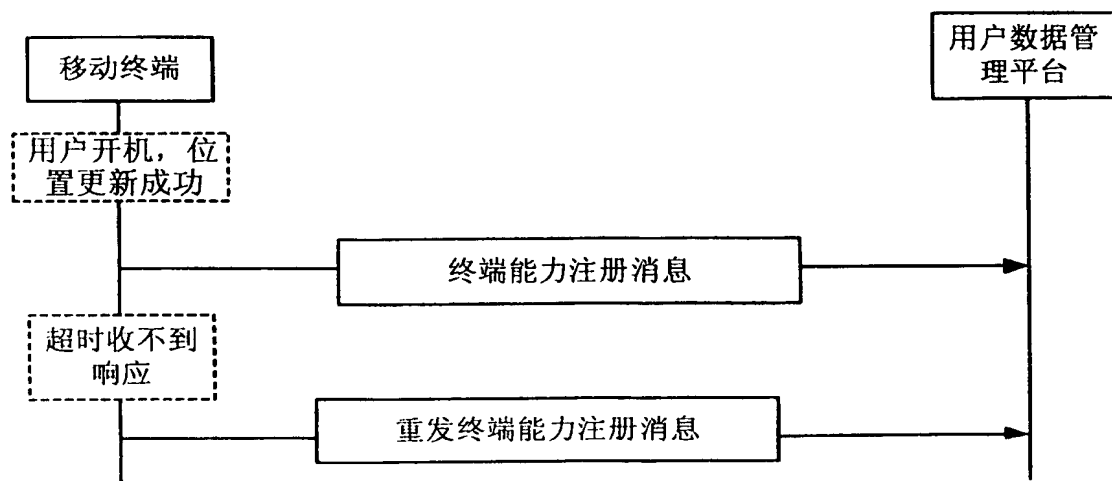 移动终端
用户数据管
理平台
用户开机，位
置更新成功
终端能力注册消息
超时收不到
响应
重发终端能力注册消息